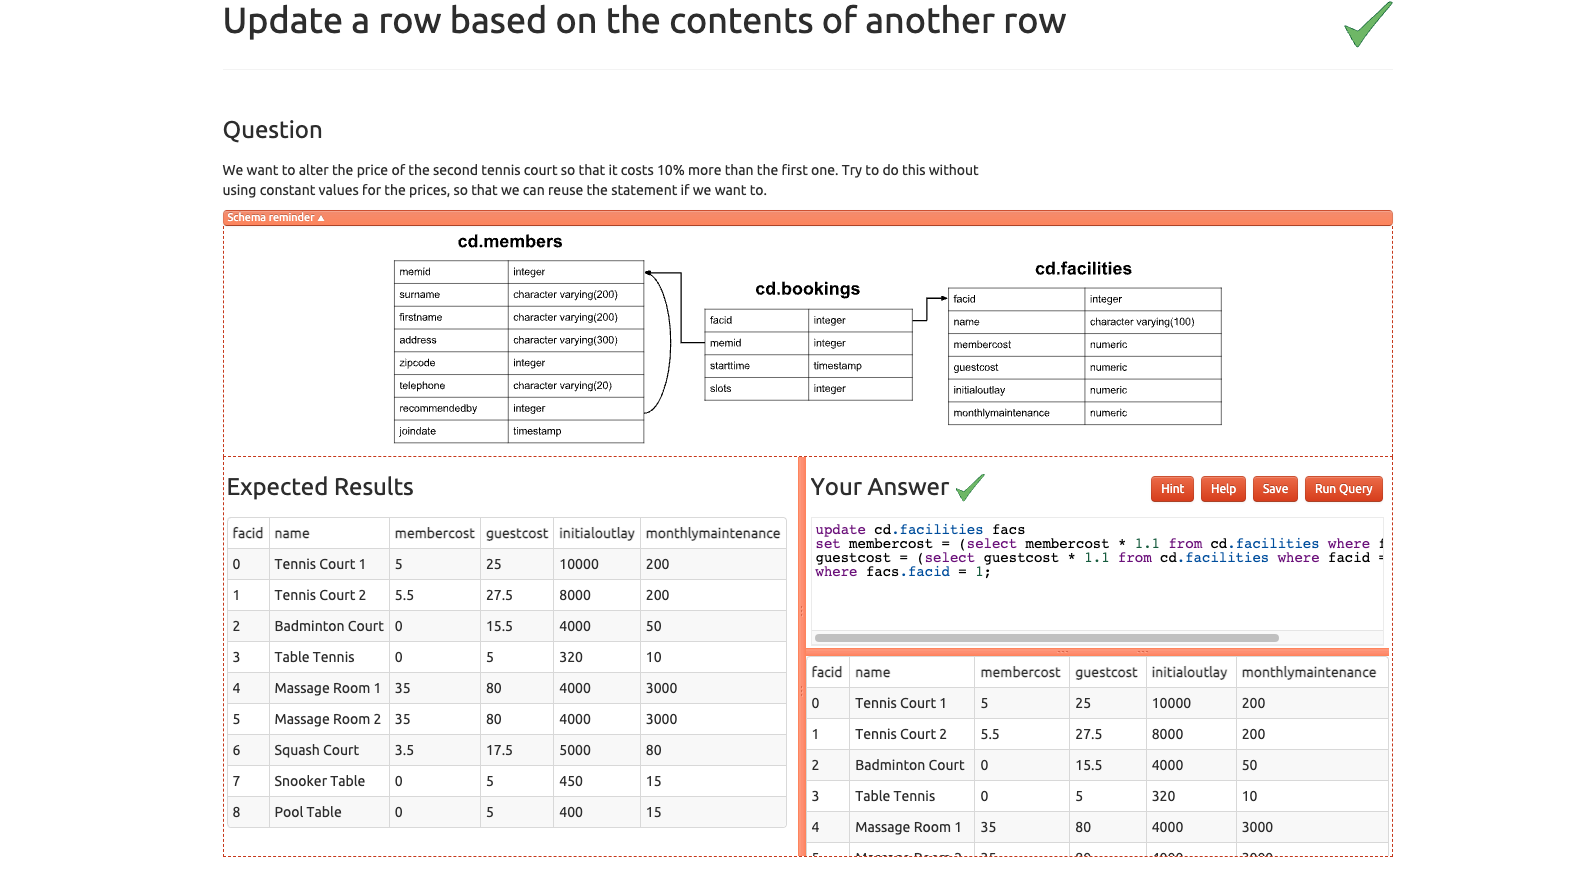 Update a row based on the contents of another row
Question
We want to alter the price of the second tennis court so that it costs 10% more than the first one. Try to do this without
using constant values for the prices, so that we can reuse the statement if we want to.
Schema reminder ▲
cd.members
memid integer
surname character varying(200)
firstname character varying(200)
address character varying(300)
zipcode integer
telephone character varying(20)
recommendedby integer
joindate timestamp
cd.bookings
facid integer
memid integer
starttime timestamp
slots integer
cd.facilities
facid integer
name character varying(100)
membercost numeric
guestcost numeric
initialoutlay numeric
monthlymaintenance numeric
Expected Results
facid name membercost guestcost initialoutlay monthlymaintenance
0 Tennis Court 1 5 25 10000 200
1 Tennis Court 2 5.5 27.5 8000 200
2 Badminton Court 0 15.5 4000 50
3 Table Tennis 0 5 320 10
4 Massage Room 1 35 80 4000 3000
5 Massage Room 2 35 80 4000 3000
6 Squash Court 3.5 17.5 5000 80
7 Snooker Table 0 5 450 15
8 Pool Table 0 5 400 15
Your Answer
Hint Help Save Run Query
update cd.facilities facs
set membercost = (select membercost * 1.1 from cd.facilities where
guestcost = (select guestcost * 1.1 from cd.facilities where facid =
where facs.facid = 1;
facid name membercost guestcost initialoutlay monthlymaintenance
0 Tennis Court 1 5 25 10000 200
1 Tennis Court 2 5.5 27.5 8000 200
2 Badminton Court 0 15.5 4000 50
3 Table Tennis 0 5 320 10
4 Massage Room 1 35 80 4000 3000
5 Massage Room 2 35 80 4000 3000